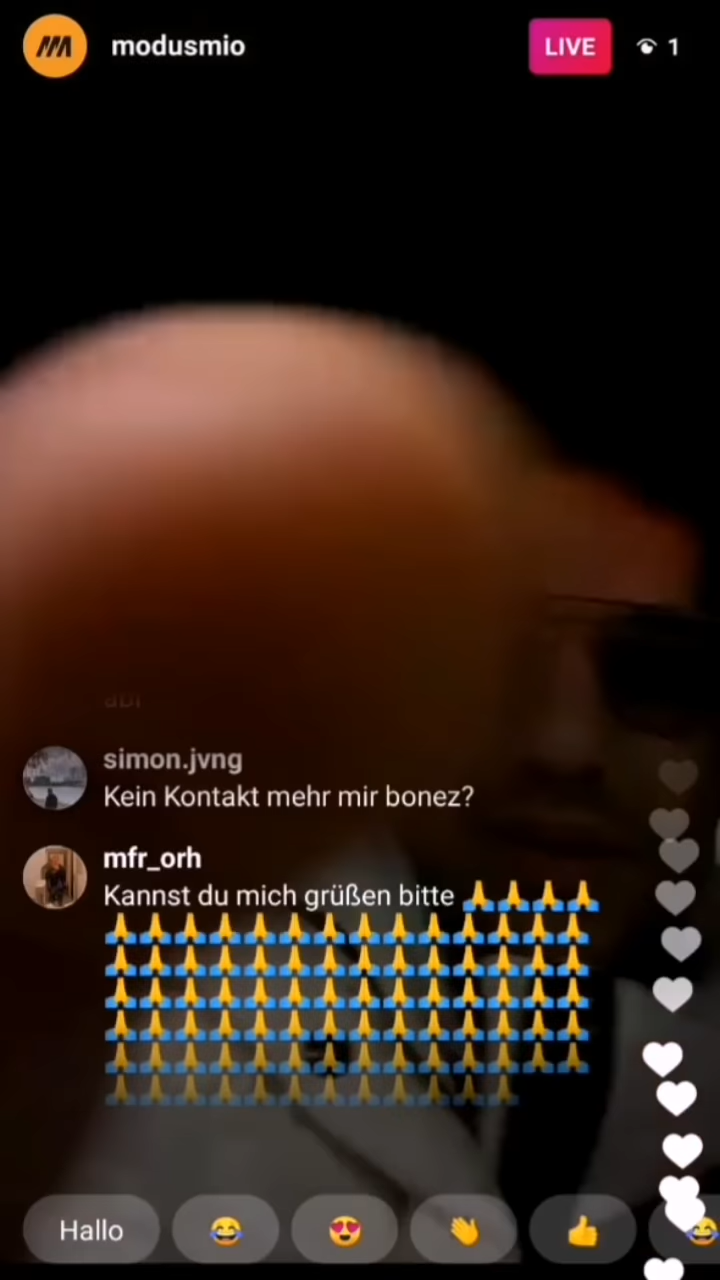 modusmio
LIVE
1
simon.jvng
Kein Kontakt mehr mir bonez?
mfr_orh
Kannst du mich grüßen bitte 🙏🙏🙏🙏
🙏🙏🙏🙏🙏🙏🙏🙏🙏🙏🙏🙏🙏🙏
🙏🙏🙏🙏🙏🙏🙏🙏🙏🙏🙏🙏🙏🙏
🙏🙏🙏🙏🙏🙏🙏🙏🙏🙏🙏🙏🙏🙏
🙏🙏🙏🙏🙏🙏🙏🙏🙏🙏🙏🙏🙏🙏
🙏🙏🙏🙏🙏🙏🙏🙏🙏🙏🙏🙏🙏🙏
🙏🙏🙏🙏🙏🙏🙏🙏🙏🙏🙏🙏
Hallo 😂 😍 👏 👍 😂